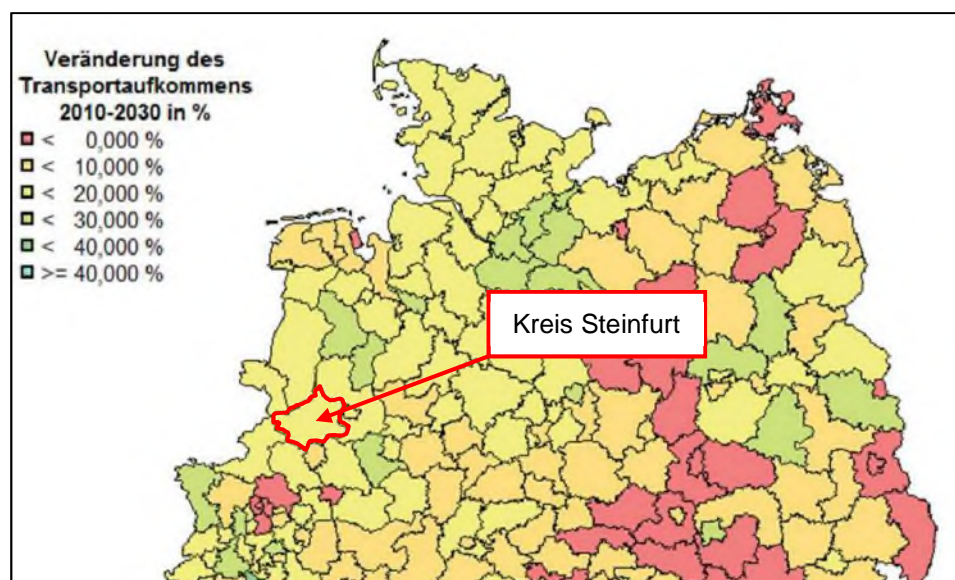 Veränderung des
Transportaufkommens
2010-2030 in %
< 0,000 %
< 10,000 %
< 20,000 %
< 30,000 %
< 40,000 %
>= 40,000 %
Kreis Steinfurt